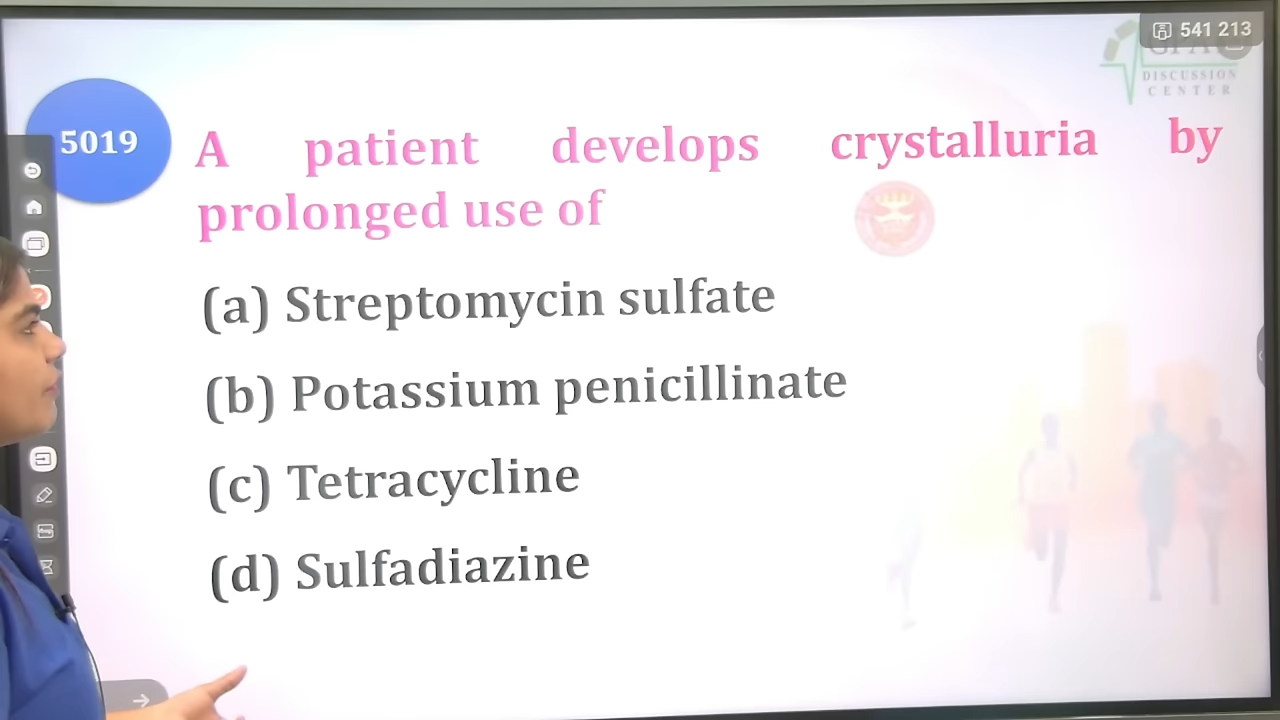 541 213
DISCUSSION
CENTER
5019
A patient develops crystalluria by
prolonged use of
(a) Streptomycin sulfate
(b) Potassium penicillinate
(c) Tetracycline
(d) Sulfadiazine